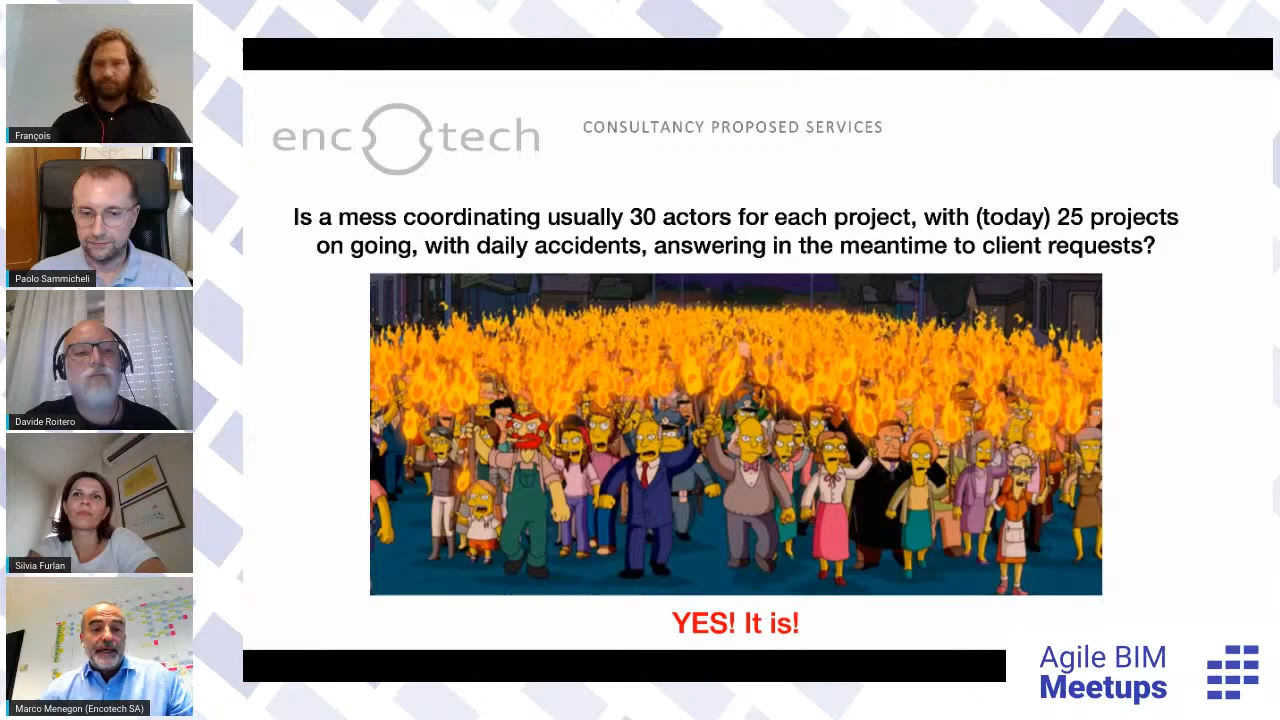 François
Paolo Sammicheli
Davide Roitero
Silvia Furlan
Marco Menegon (Encotech SA)
enc tech
CONSULTANCY PROPOSED SERVICES
Is a mess coordinating usually 30 actors for each project, with (today) 25 projects
on going, with daily accidents, answering in the meantime to client requests?
YES! It is!
Agile BIM
Meetups